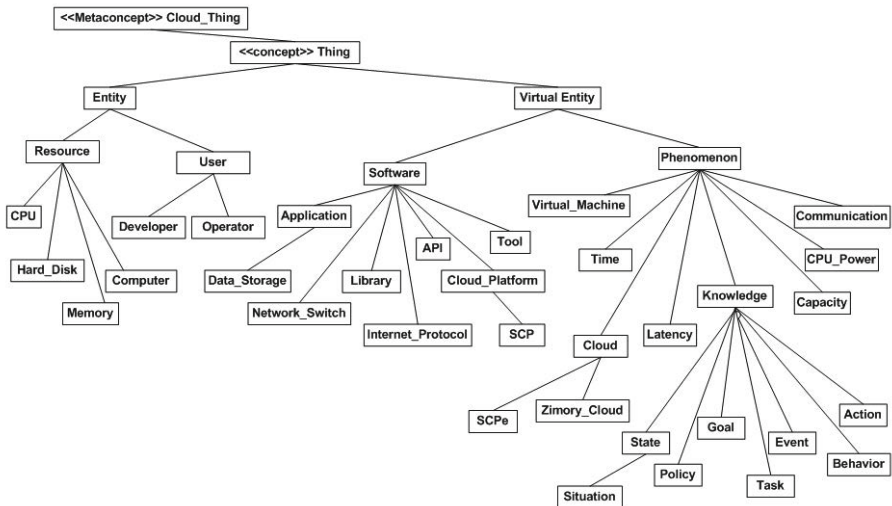 <<Metaconcept>> Cloud_Thing
<<concept>> Thing
Entity
Virtual Entity
Resource
User
Software
Phenomenon
CPU
Developer
Operator
Application
API
Tool
Virtual_Machine
Communication
Hard_Disk
Computer
Data_Storage
Library
Cloud_Platform
Time
CPU_Power
Memory
Network_Switch
Internet_Protocol
SCP
Knowledge
Capacity
Cloud
Latency
SCPe
Zimory_Cloud
State
Goal
Event
Action
Situation
Policy
Task
Behavior